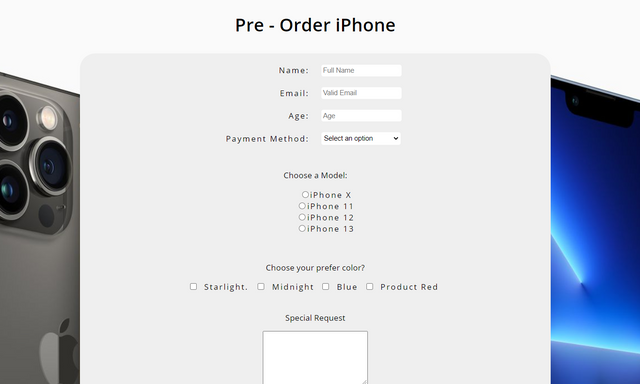 Pre - Order iPhone
Name: Full Name
Email: Valid Email
Age: Age
Payment Method: Select an option
Choose a Model:
iPhone X
iPhone 11
iPhone 12
iPhone 13
Choose your prefer color?
Starlight. Midnight Blue Product Red
Special Request